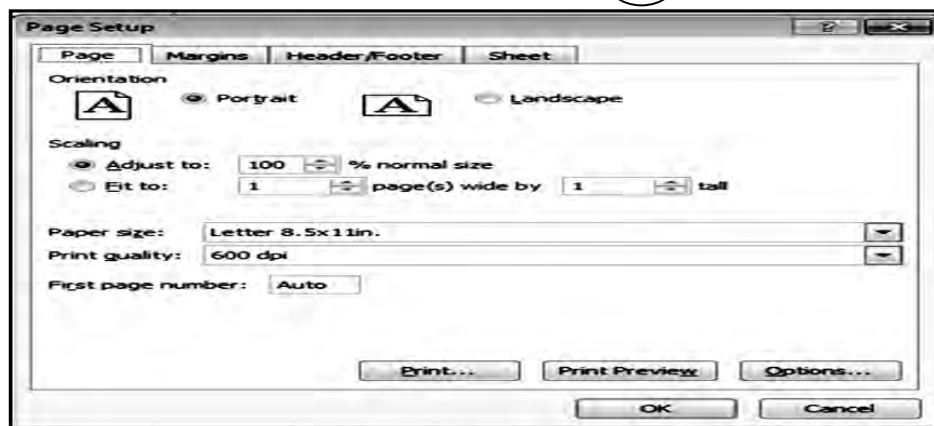 Page Setup ?
Page Margins Header/Footer Sheet
Orientation
A Portrait A Landscape
Scaling
Adjust to: 100 % normal size
Fit to: 1 page(s) wide by 1 tall
Paper size: Letter 8.5x11in.
Print quality: 600 dpi
First page number: Auto
Print... Print Preview Options...
OK Cancel